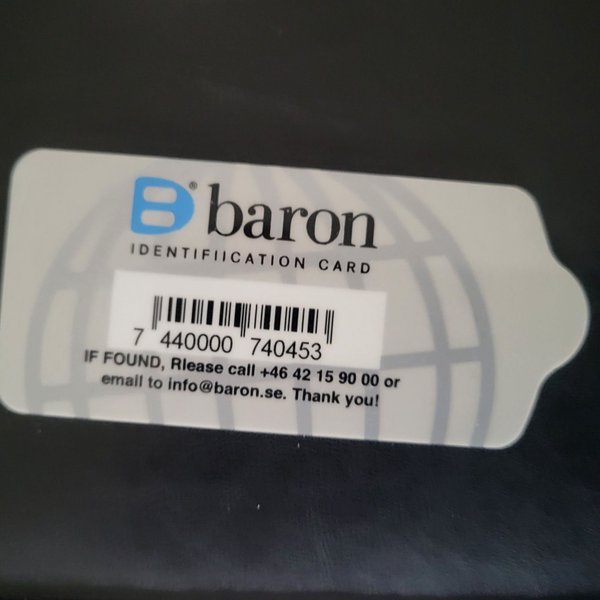 B® baron
IDENTIFIICATION CARD
7 440000 740453
IF FOUND, Rlease call +46 42 15 90 00 or
email to info@baron.se. Thank you!